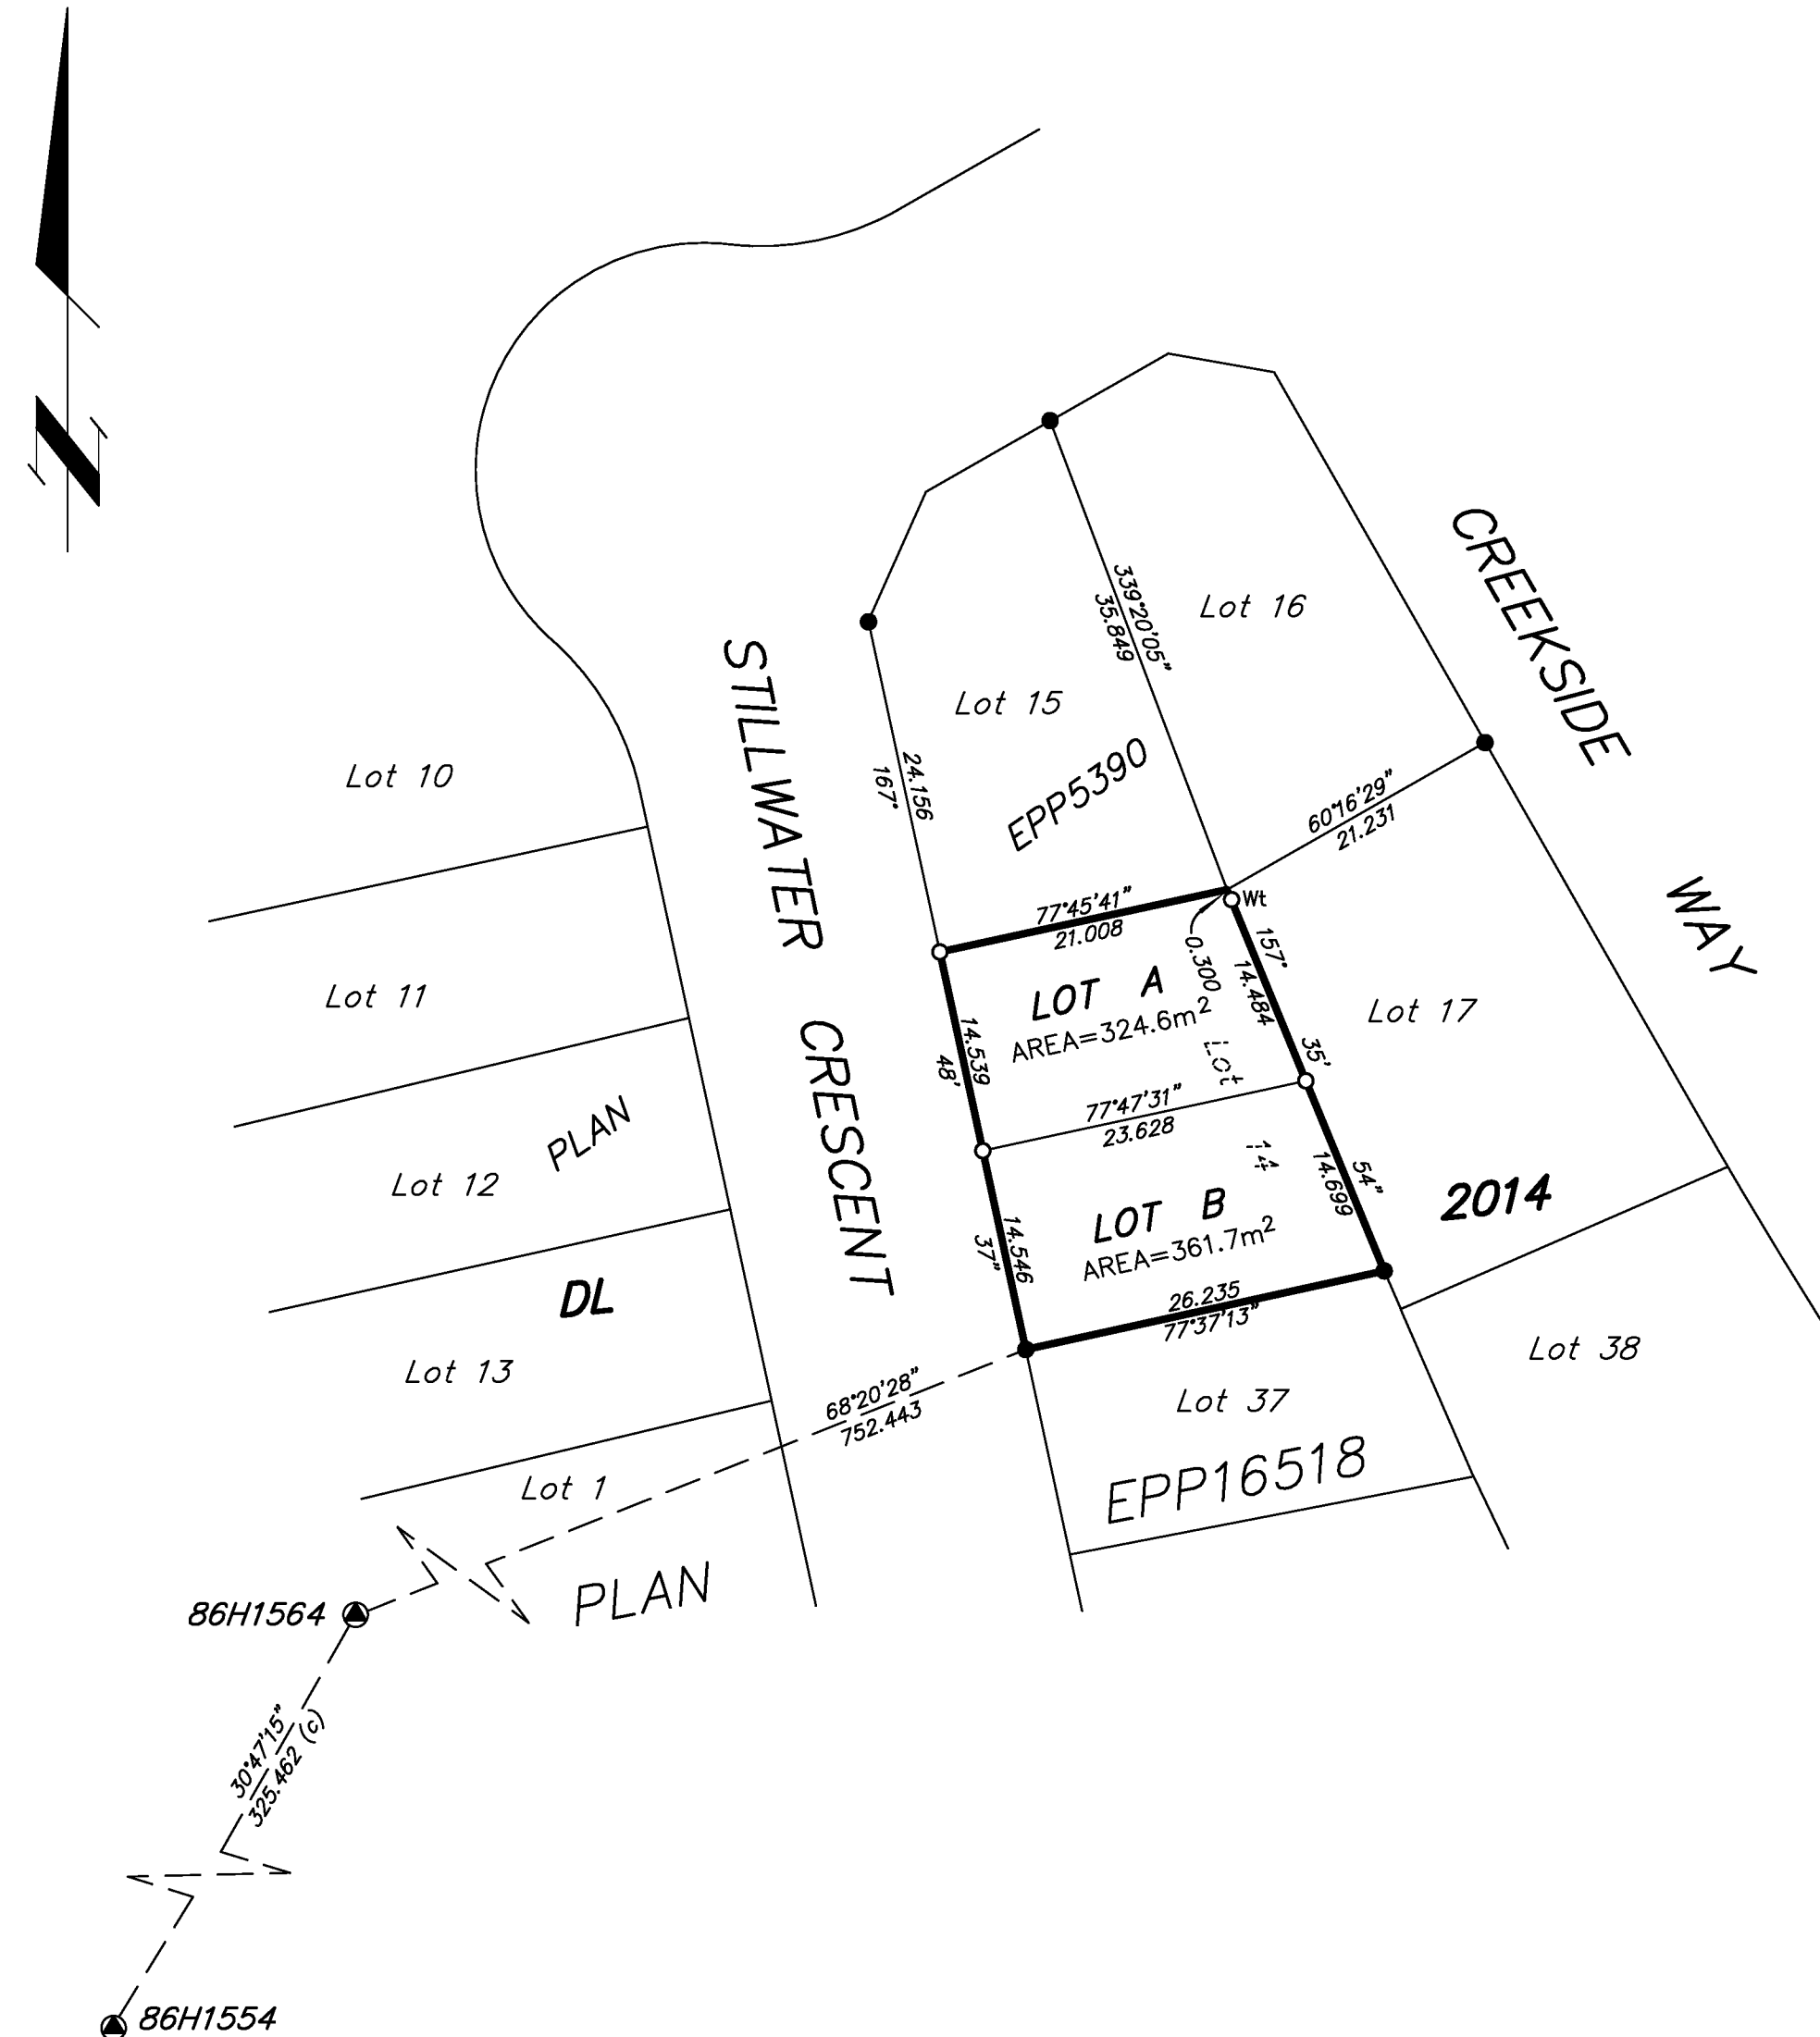 N
CREEKSIDE
WAY
STILLWATER
CRESCENT
339°20'05"
35.849
Lot 16
Lot 15
24.156
167°
EPP5390
60°16'29"
21.231
Lot 10
77°45'41"
21.008
Wt
0.300
157°
14.484
35'
LOT A
AREA=324.6m²
Lot 17
Lot 11
14.539
48'
Lot
77°47'31"
23.628
14
14.699
54"
PLAN
Lot 12
2014
LOT B
AREA=361.7m²
14.546
37"
26.235
77°37'13"
DL
Lot 13
Lot 38
Lot 37
68°20'28"
752.443
EPP16518
Lot 1
PLAN
86H1564
30°47'15"
325.462 (c)
86H1554